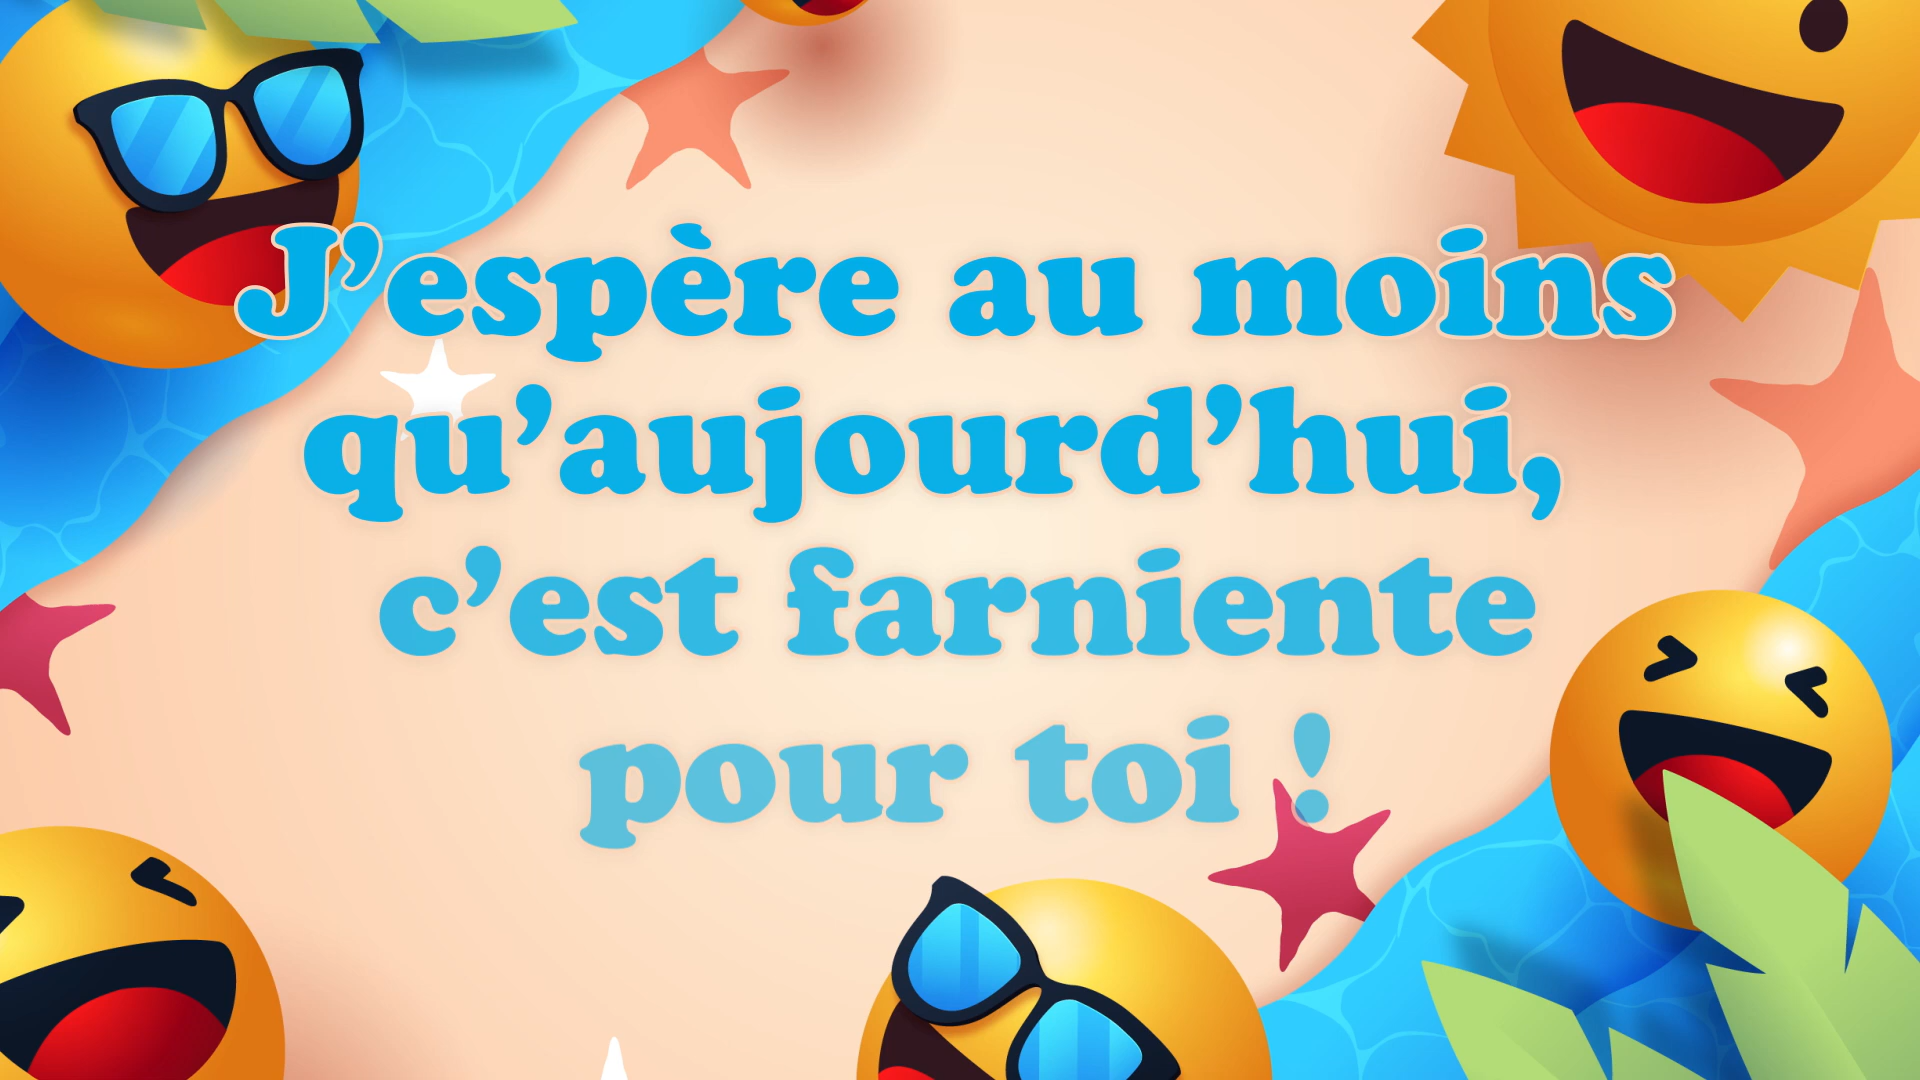 J’espère au moins
qu’aujourd’hui,
c’est farniente
pour toi !